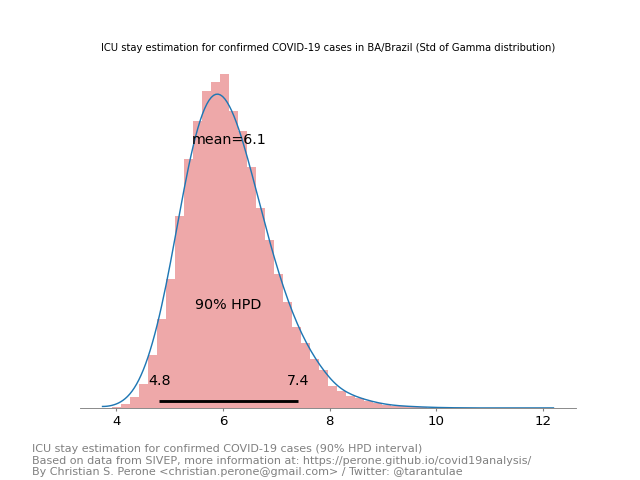 ICU stay estimation for confirmed COVID-19 cases in BA/Brazil (Std of Gamma distribution)
mean=6.1
90% HPD
4.8 7.4
4 6 8 10 12
ICU stay estimation for confirmed COVID-19 cases (90% HPD interval)
Based on data from SIVEP, more information at: https://perone.github.io/covid19analysis/
By Christian S. Perone <christian.perone@gmail.com> / Twitter: @tarantulae